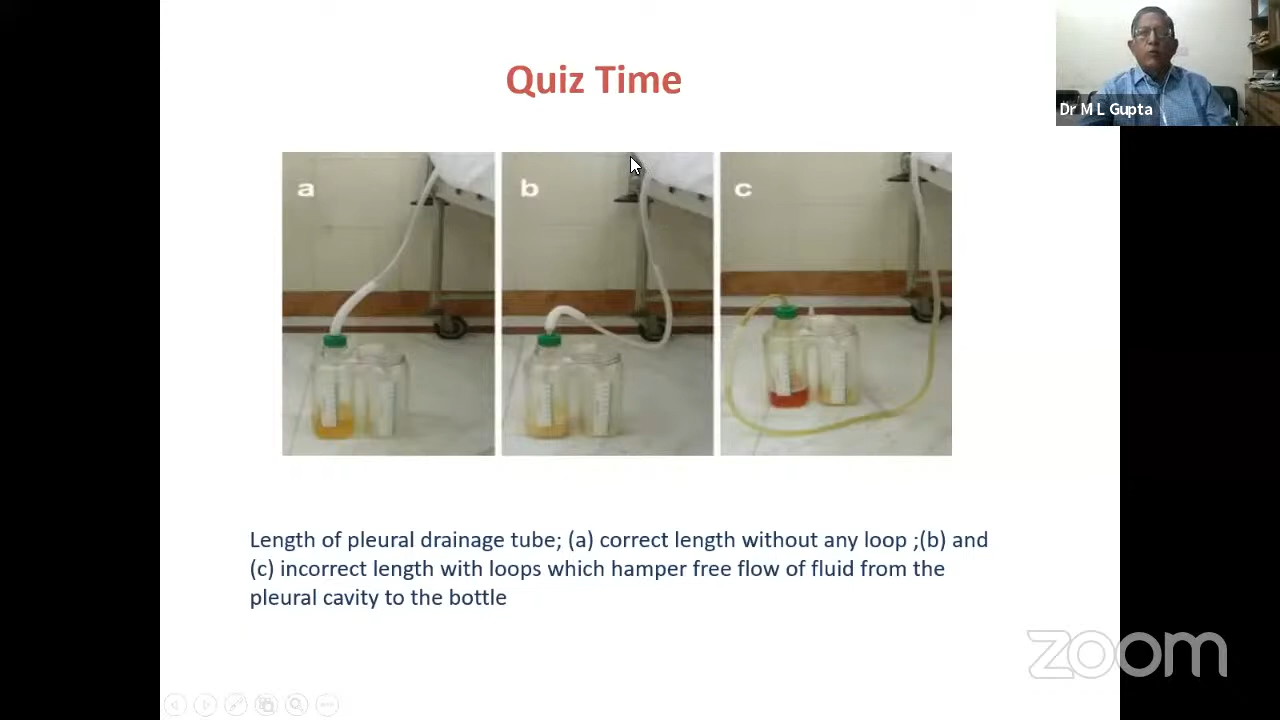 Quiz Time
Dr M L Gupta
a
b
c
Length of pleural drainage tube; (a) correct length without any loop ;(b) and
(c) incorrect length with loops which hamper free flow of fluid from the
pleural cavity to the bottle
zoom